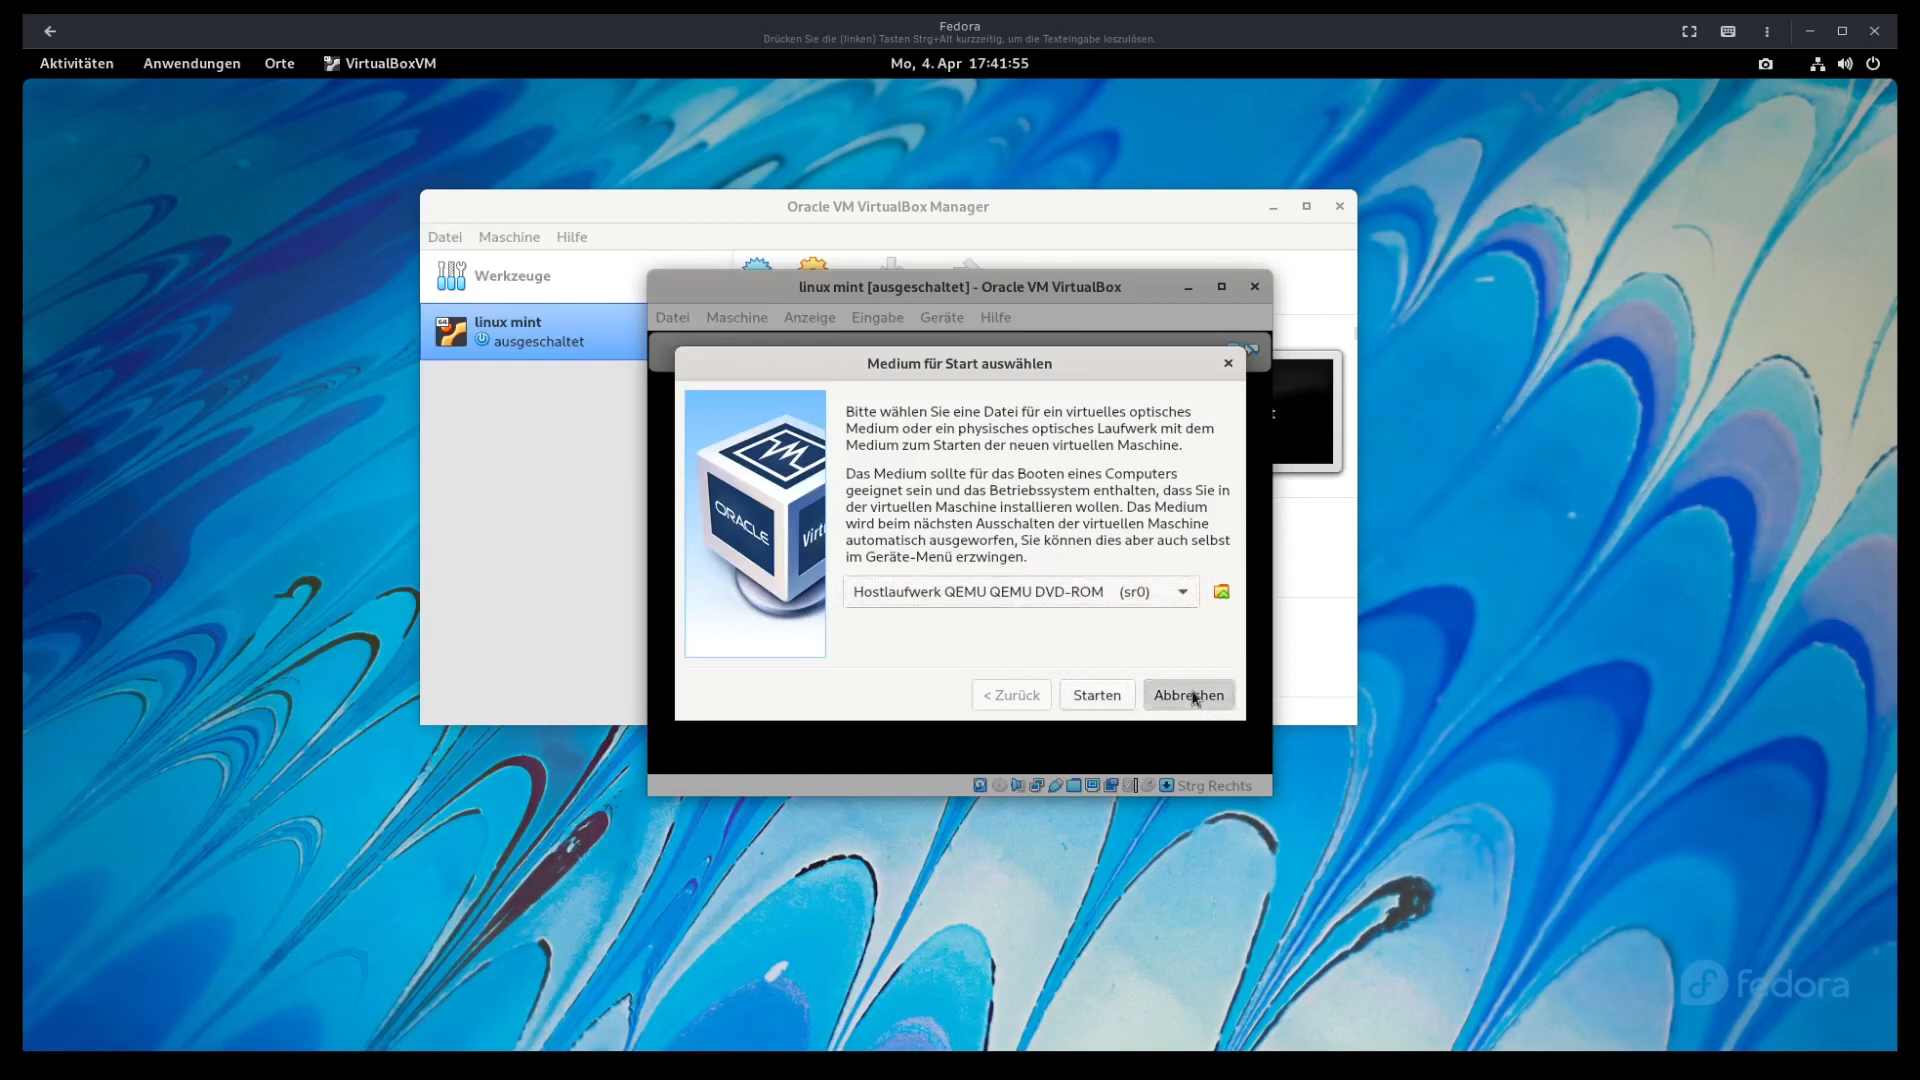 Fedora
Drücken Sie die (linken) Tasten Strg+Alt kurzzeitig, um die Texteingabe loszulösen.
Aktivitäten Anwendungen Orte VirtualBoxVM Mo, 4. Apr 17:41:55
Oracle VM VirtualBox Manager
Datei Maschine Hilfe
Werkzeuge
linux mint [ausgeschaltet] - Oracle VM VirtualBox
64 linux mint
ausgeschaltet
Datei Maschine Anzeige Eingabe Geräte Hilfe
Medium für Start auswählen
Bitte wählen Sie eine Datei für ein virtuelles optisches
Medium oder ein physisches optisches Laufwerk mit dem
Medium zum Starten der neuen virtuellen Maschine.
Das Medium sollte für das Booten eines Computers
geeignet sein und das Betriebssystem enthalten, dass Sie in
der virtuellen Maschine installieren wollen. Das Medium
wird beim nächsten Ausschalten der virtuellen Maschine
automatisch ausgeworfen, Sie können dies aber auch selbst
im Geräte-Menü erzwingen.
ORACLE
Virt
Hostlaufwerk QEMU QEMU DVD-ROM (sr0)
< Zurück Starten Abbrechen
Strg Rechts
fedora